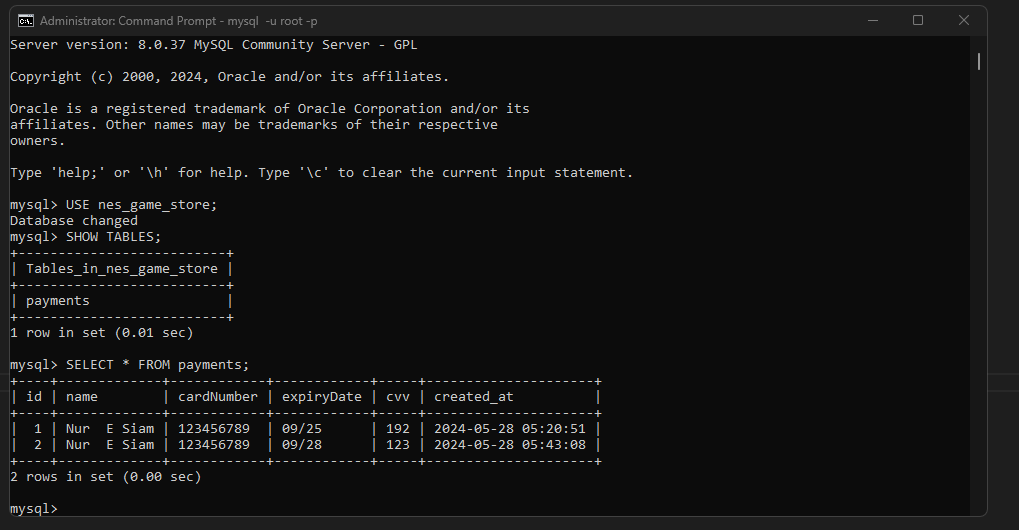 Administrator: Command Prompt - mysql  -u root -p
Server version: 8.0.37 MySQL Community Server - GPL
Copyright (c) 2000, 2024, Oracle and/or its affiliates.
Oracle is a registered trademark of Oracle Corporation and/or its
affiliates. Other names may be trademarks of their respective
owners.
Type 'help;' or '\h' for help. Type '\c' to clear the current input statement.
mysql> USE nes_game_store;
Database changed
mysql> SHOW TABLES;
+--------------------------+
| Tables_in_nes_game_store |
+--------------------------+
| payments                 |
+--------------------------+
1 row in set (0.01 sec)
mysql> SELECT * FROM payments;
+----+-------------+------------+------------+-----+---------------------+
| id | name        | cardNumber | expiryDate | cvv | created_at          |
+----+-------------+------------+------------+-----+---------------------+
|  1 | Nur  E Siam | 123456789  | 09/25      | 192 | 2024-05-28 05:20:51 |
|  2 | Nur  E Siam | 123456789  | 09/28      | 123 | 2024-05-28 05:43:08 |
+----+-------------+------------+------------+-----+---------------------+
2 rows in set (0.00 sec)
mysql>